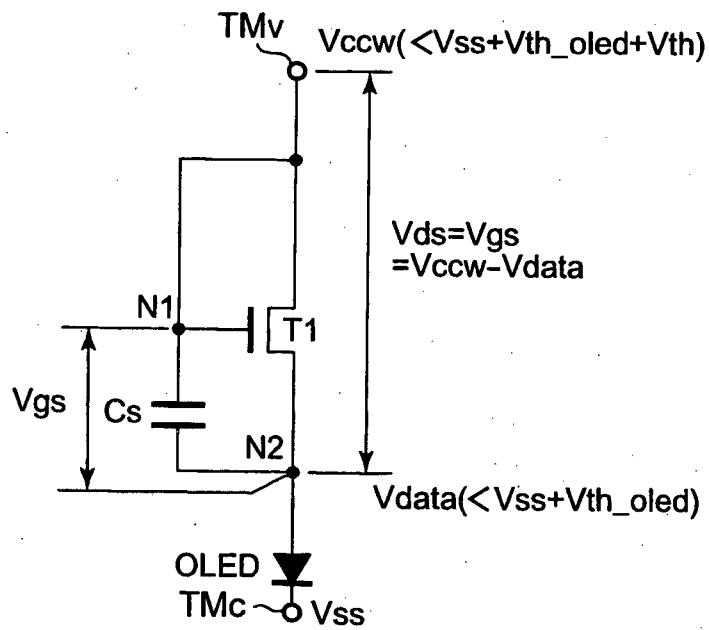 TMv
Vccw(<Vss+Vth_oled+Vth)
Vds=Vgs
=Vccw-Vdata
N1
T1
Vgs
Cs
N2
Vdata(<Vss+Vth_oled)
OLED
TMc
Vss